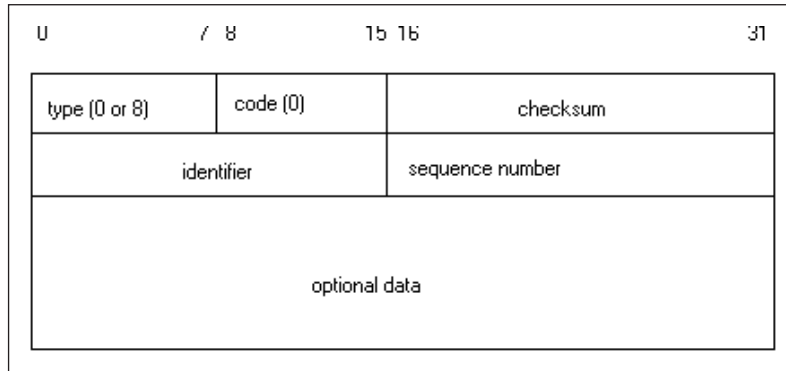 0 7 8 15 16 31
type (0 or 8) code (0) checksum
identifier sequence number
optional data